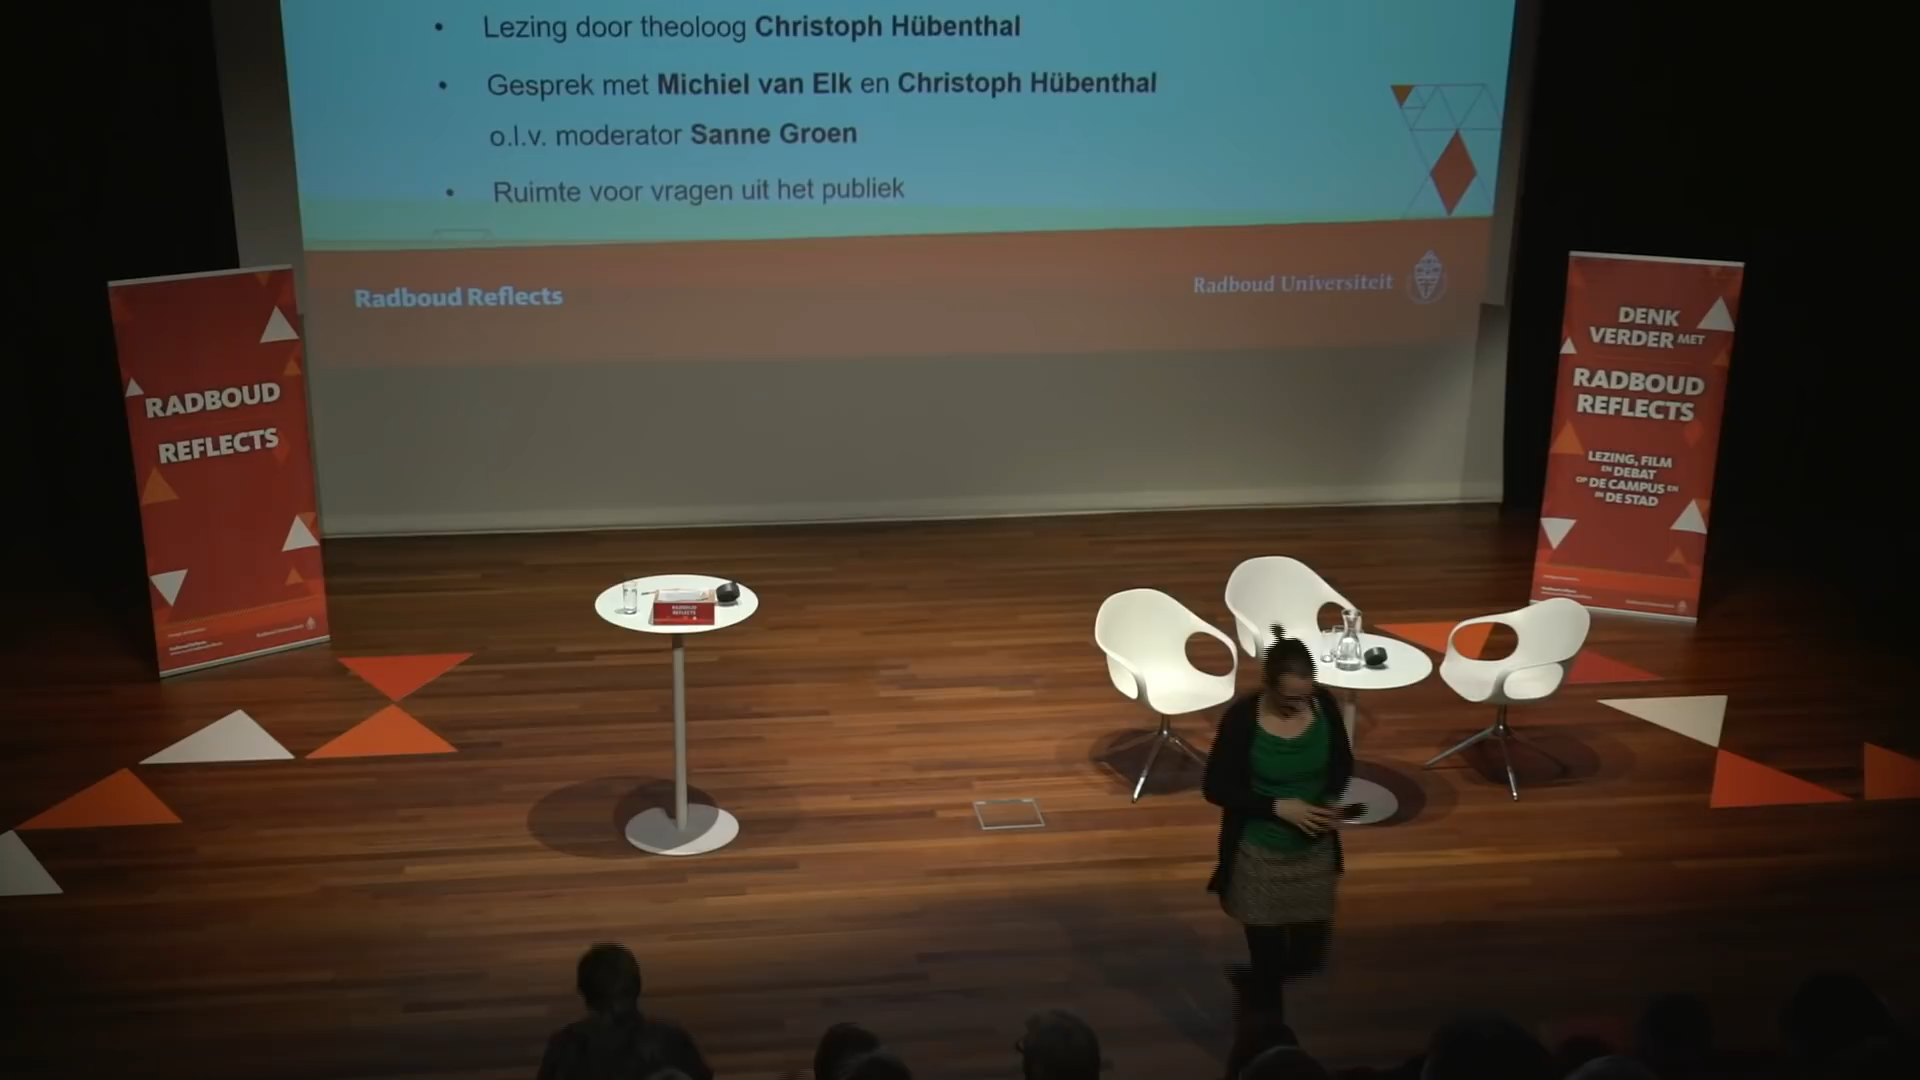 • Lezing door theoloog Christoph Hübenthal
• Gesprek met Michiel van Elk en Christoph Hübenthal
o.l.v. moderator Sanne Groen
• Ruimte voor vragen uit het publiek
Radboud Reflects
Radboud Universiteit
RADBOUD
REFLECTS
DENK
VERDER MET
RADBOUD
REFLECTS
LEZING, FILM
EN DEBAT
OP DE CAMPUS EN
IN DE STAD
RADBOUD
REFLECTS